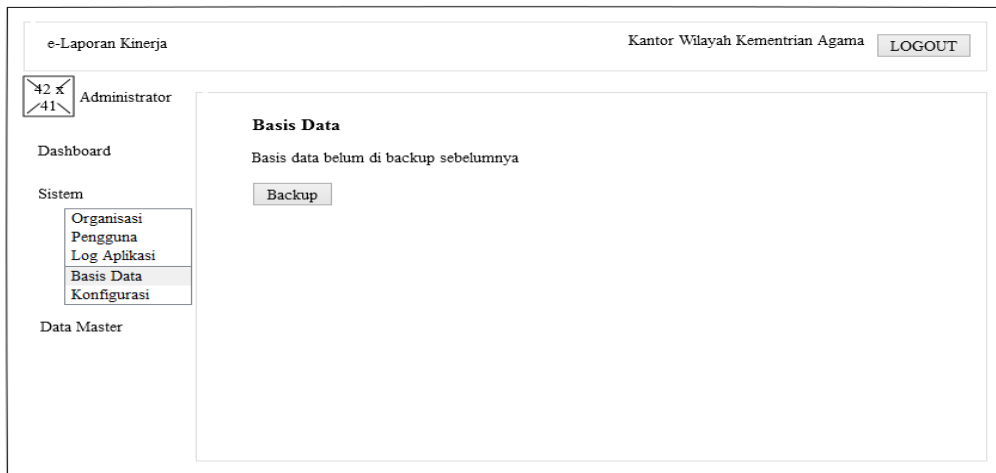 e-Laporan Kinerja
Kantor Wilayah Kementrian Agama
LOGOUT
42 x
41
Administrator
Dashboard
Sistem
Organisasi
Pengguna
Log Aplikasi
Basis Data
Konfigurasi
Data Master
Basis Data
Basis data belum di backup sebelumnya
Backup